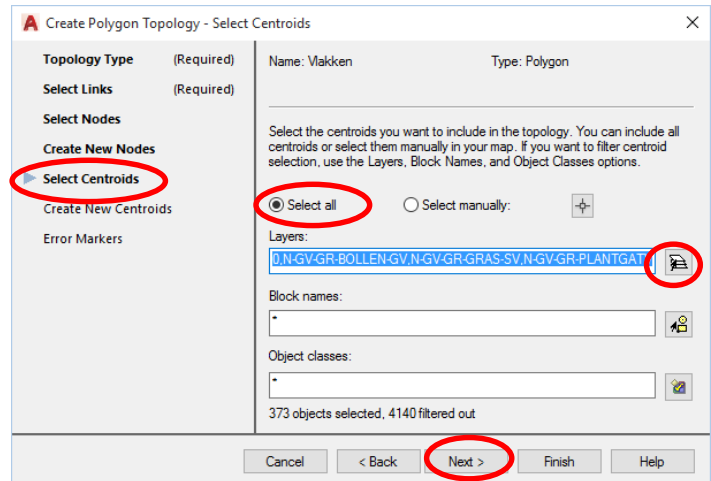 Create Polygon Topology - Select Centroids
Topology Type (Required)
Select Links (Required)
Select Nodes
Create New Nodes
Select Centroids
Create New Centroids
Error Markers
Name: Vlakken Type: Polygon
Select the centroids you want to include in the topology. You can include all
centroids or select them manually in your map. If you want to filter centroid
selection, use the Layers, Block Names, and Object Classes options.
Select all Select manually:
Layers:
0,N-GV-GR-BOLLEN-GV,N-GV-GR-GRAS-SV,N-GV-GR-PLANTGAT
Block names:
*
Object classes:
*
373 objects selected, 4140 filtered out
Cancel < Back Next > Finish Help